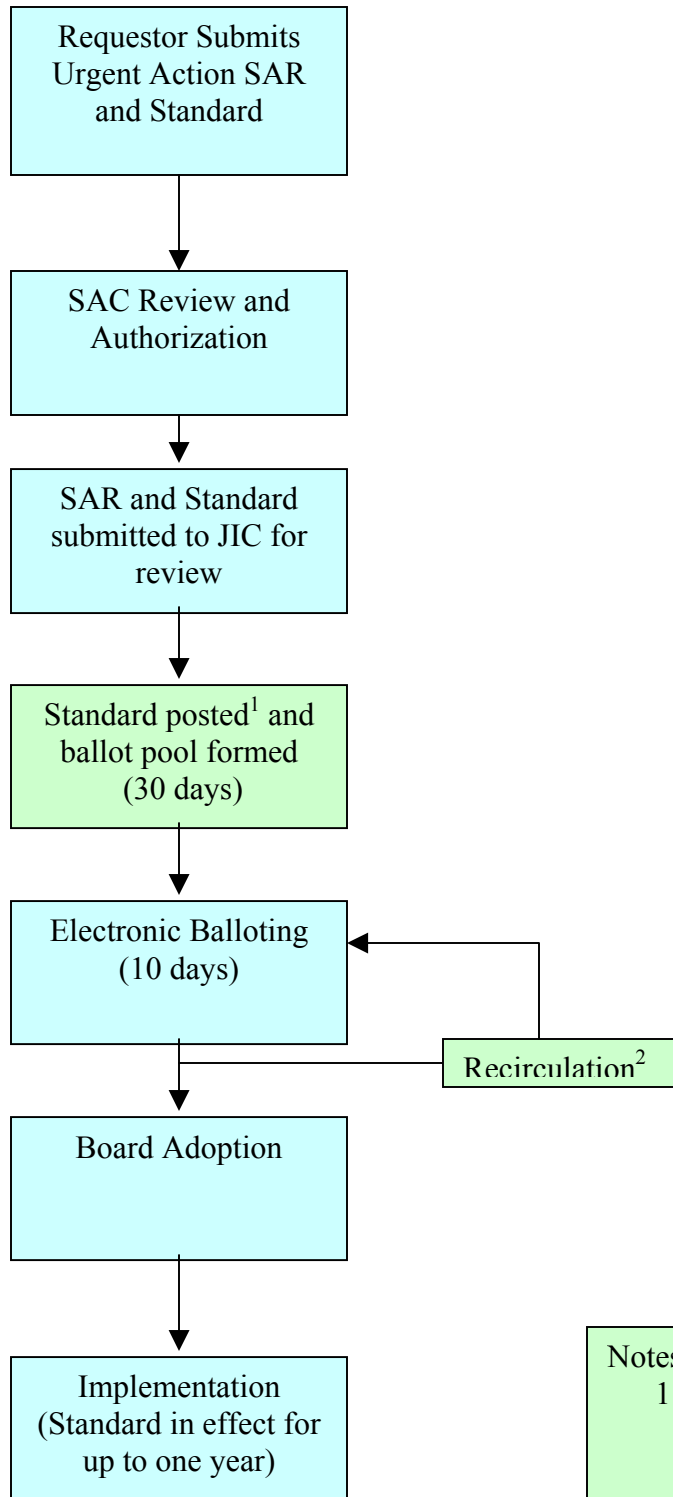 Requestor Submits
Urgent Action SAR
and Standard
SAC Review and
Authorization
SAR and Standard
submitted to JIC for
review
Standard posted¹ and
ballot pool formed
(30 days)
Electronic Balloting
(10 days)
Recirculation²
Board Adoption
Implementation
(Standard in effect for
up to one year)
Notes
1